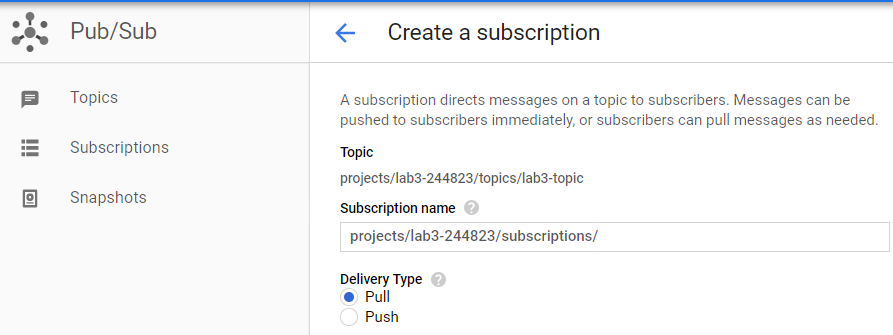 Pub/Sub
Create a subscription
Topics
Subscriptions
Snapshots
A subscription directs messages on a topic to subscribers. Messages can be
pushed to subscribers immediately, or subscribers can pull messages as needed.
Topic
projects/lab3-244823/topics/lab3-topic
Subscription name ?
projects/lab3-244823/subscriptions/
Delivery Type ?
Pull
Push